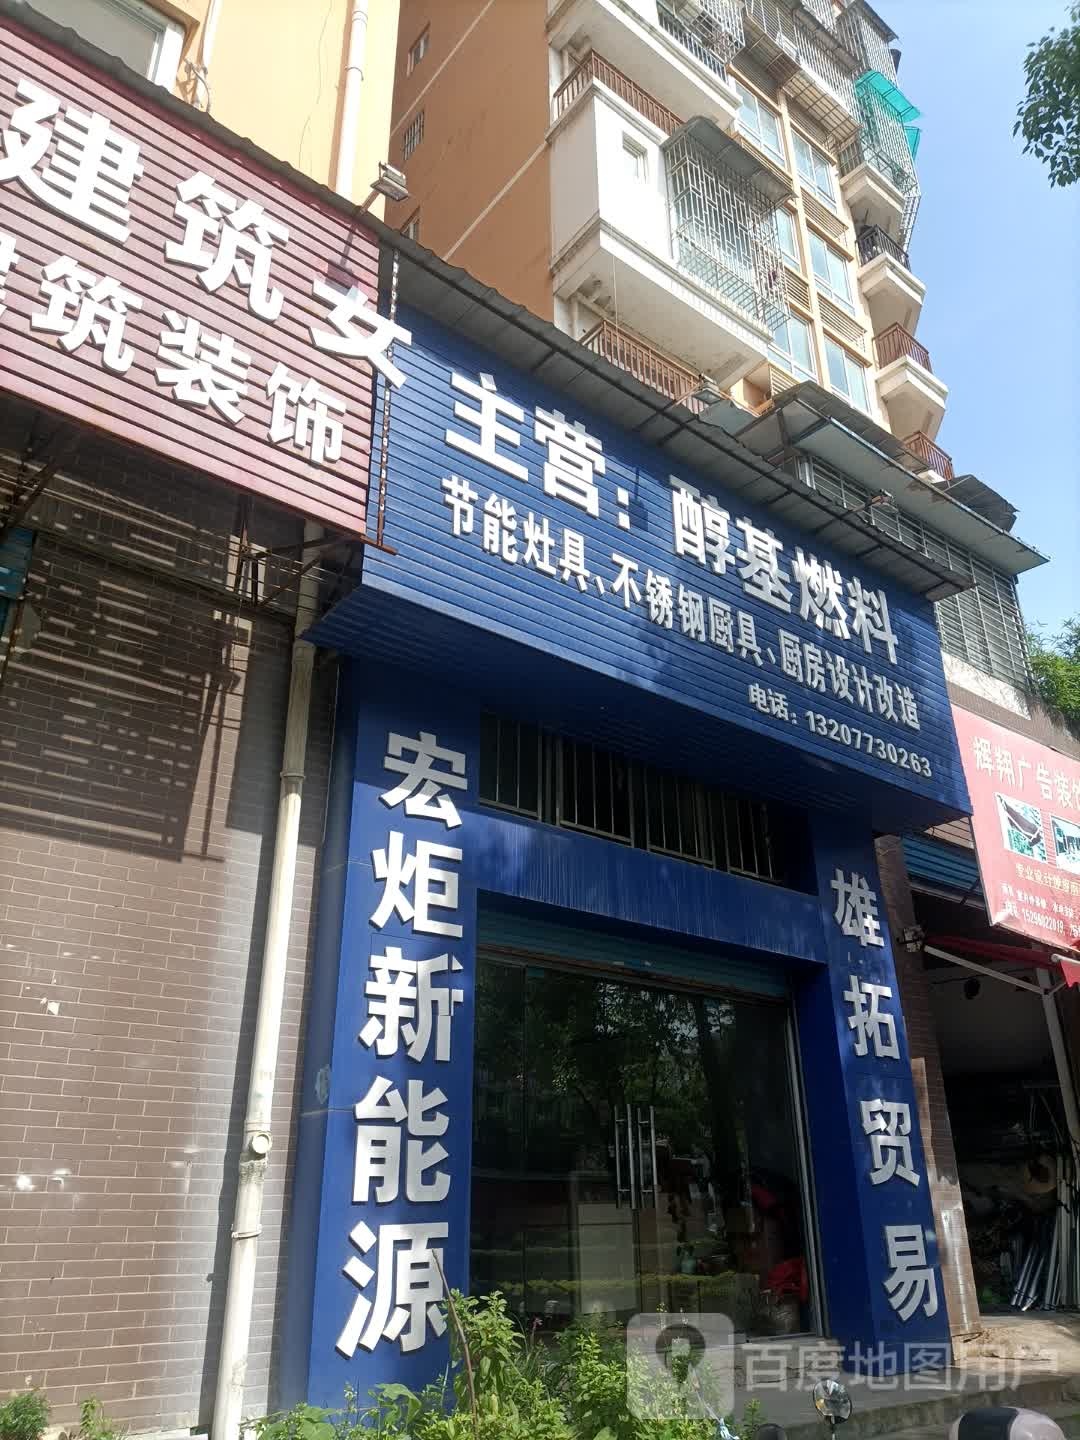 建筑女
筑装饰
主营：醇基燃料
节能灶具、不锈钢厨具、厨房设计改造
电话：13207730263
宏炬新能源
雄拓贸易
辉翔广告装饰
百度地图用户